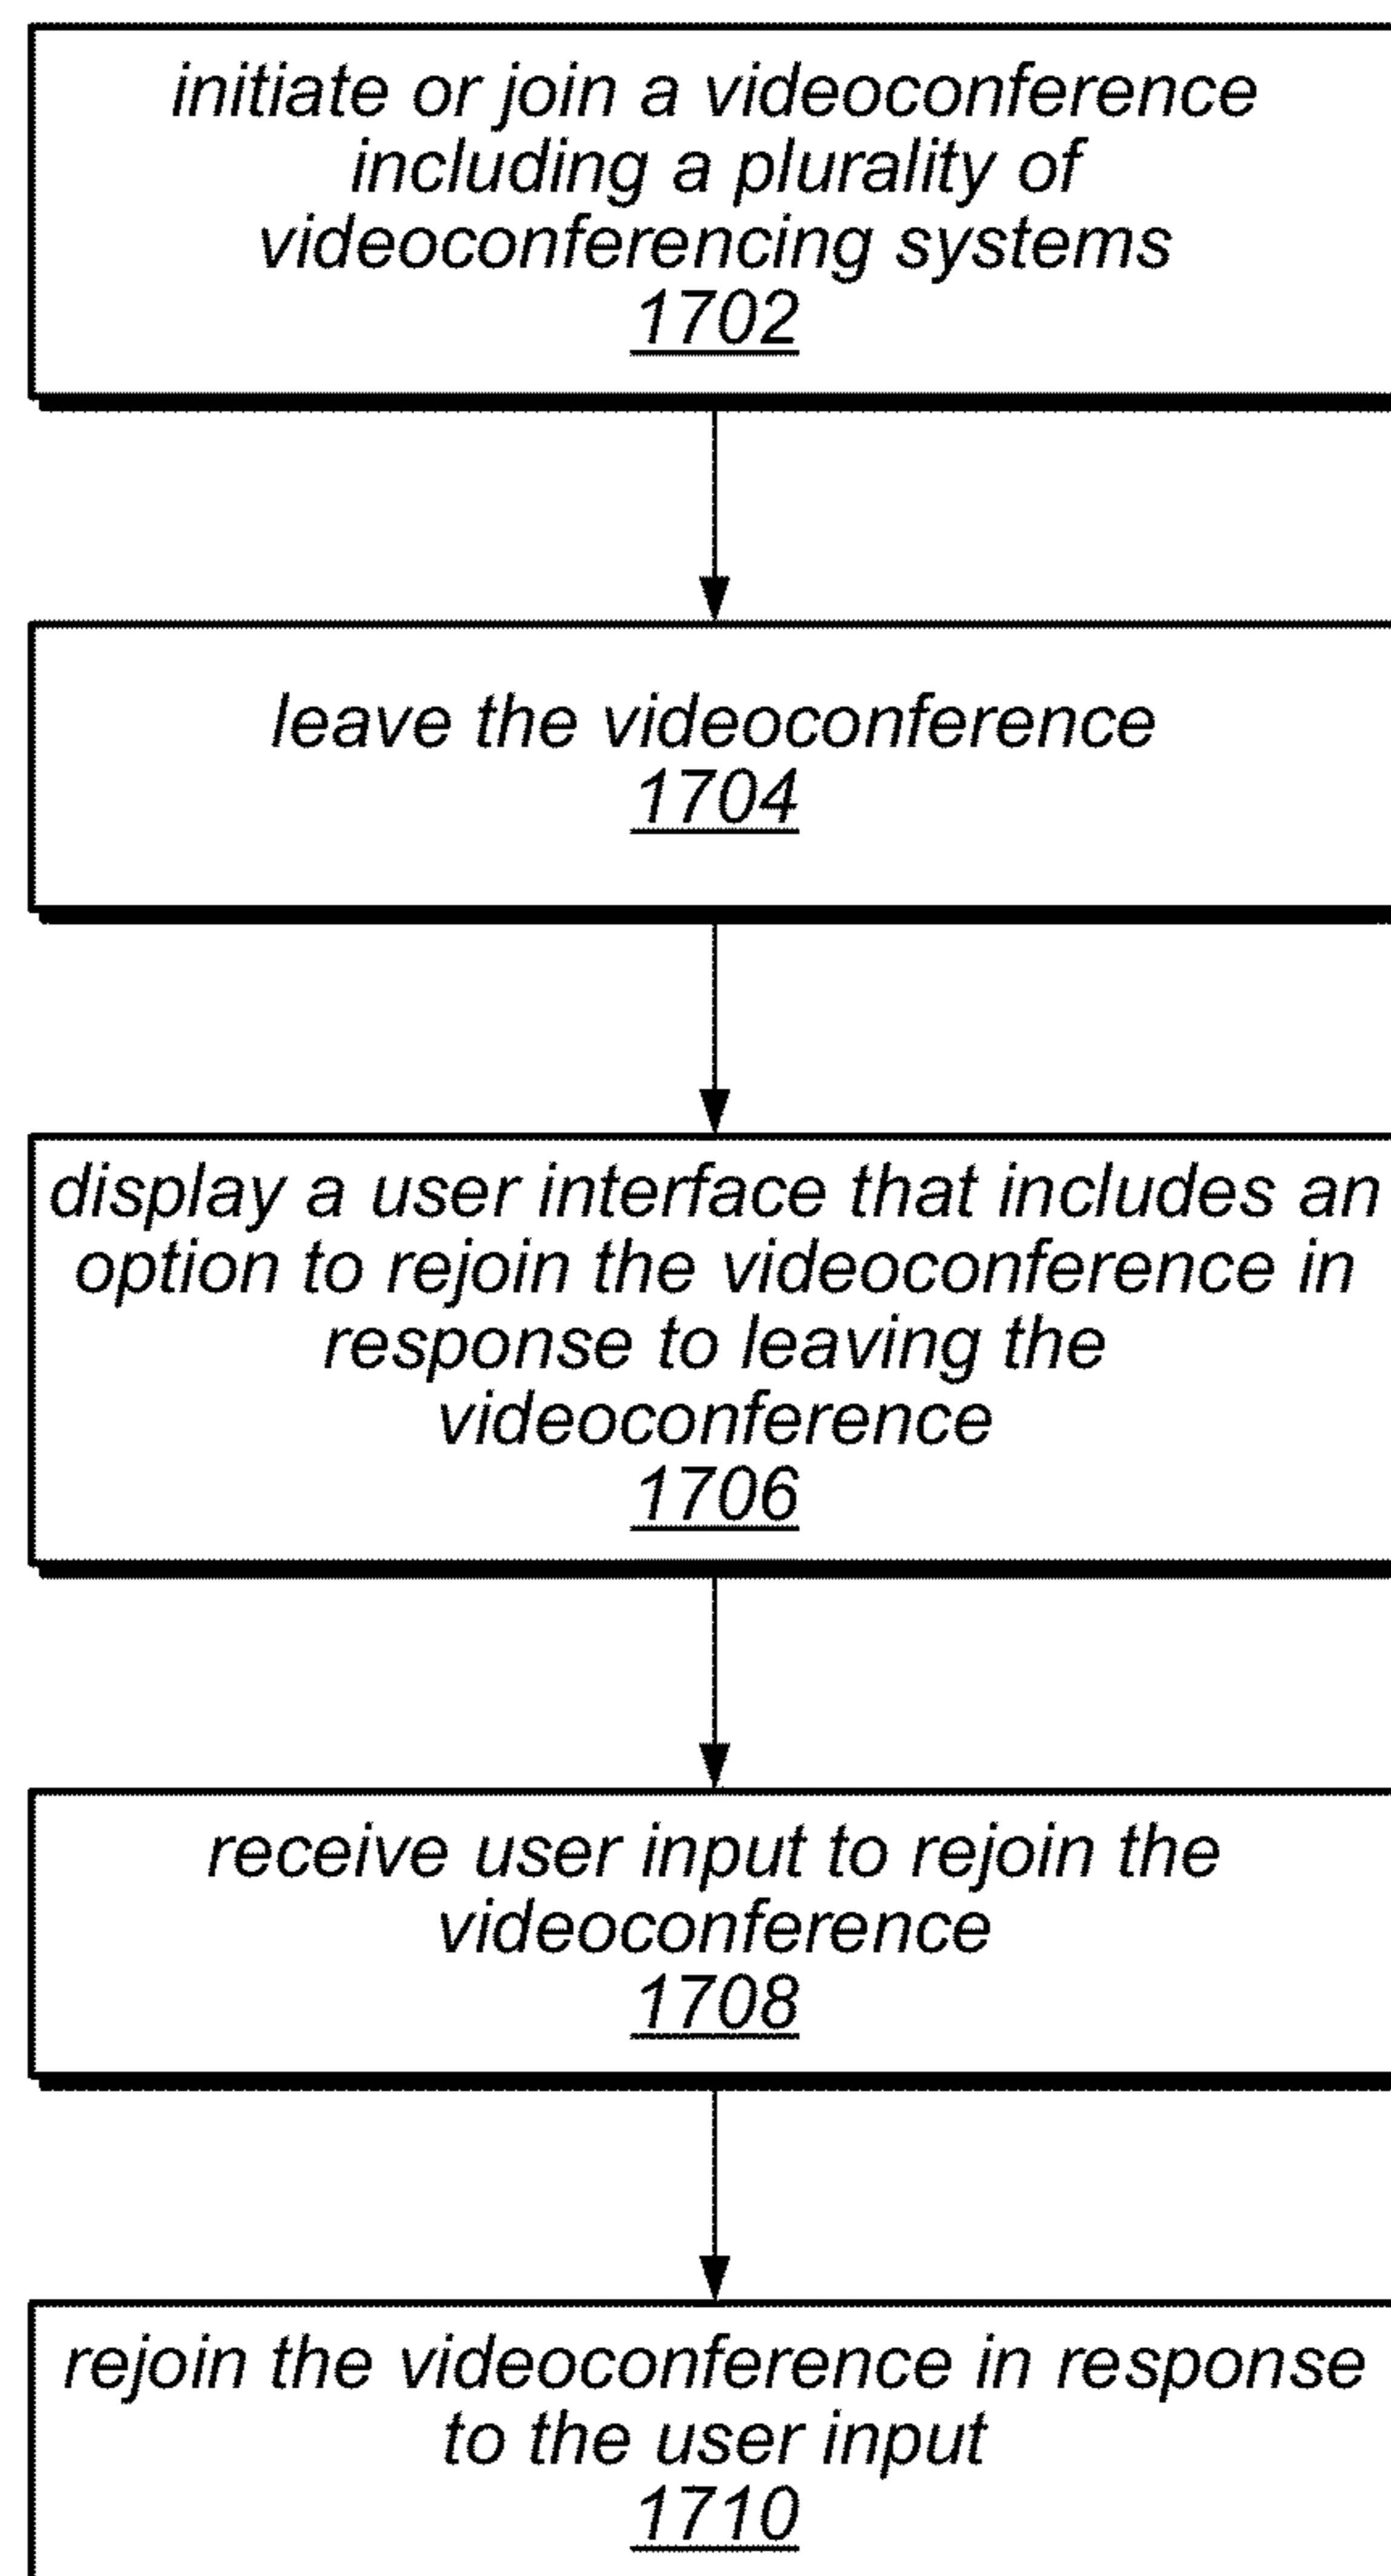 initiate or join a videoconference
including a plurality of
videoconferencing systems
1702
leave the videoconference
1704
display a user interface that includes an
option to rejoin the videoconference in
response to leaving the
videoconference
1706
receive user input to rejoin the
videoconference
1708
rejoin the videoconference in response
to the user input
1710